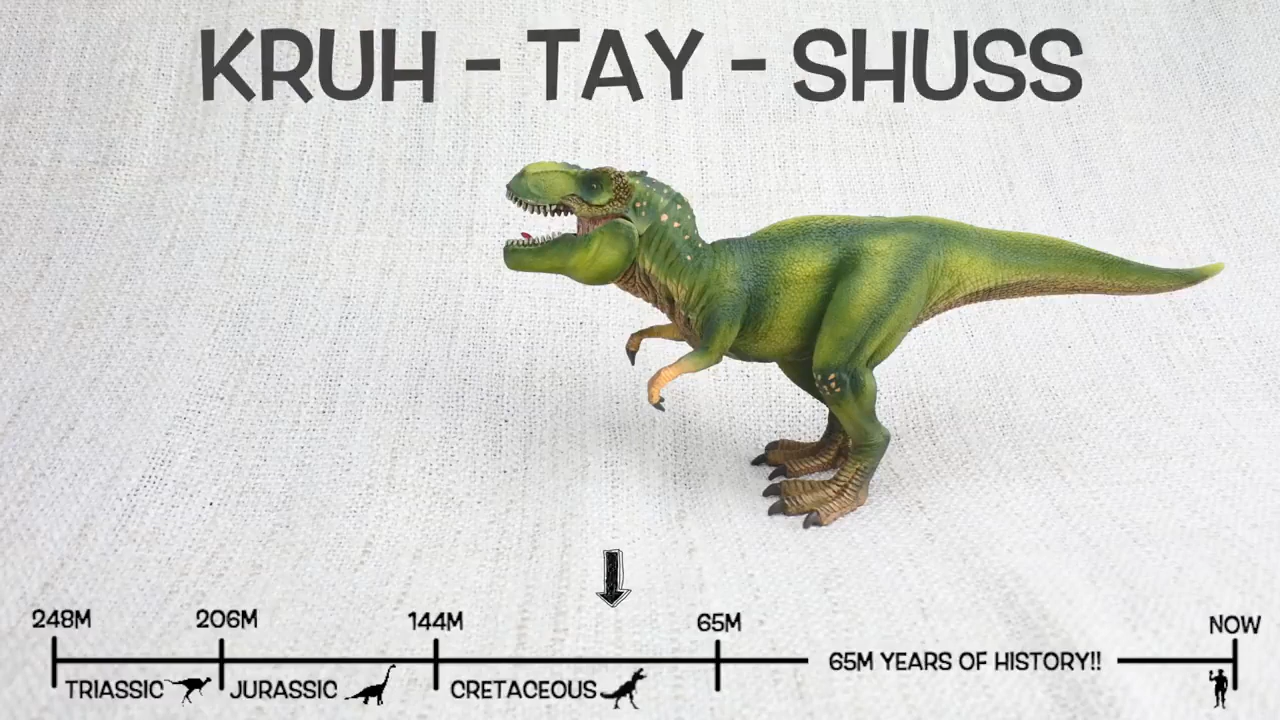 KRUH - TAY - SHUSS
248M 206M 144M 65M NOW
65M YEARS OF HISTORY!!
TRIASSIC JURASSIC CRETACEOUS